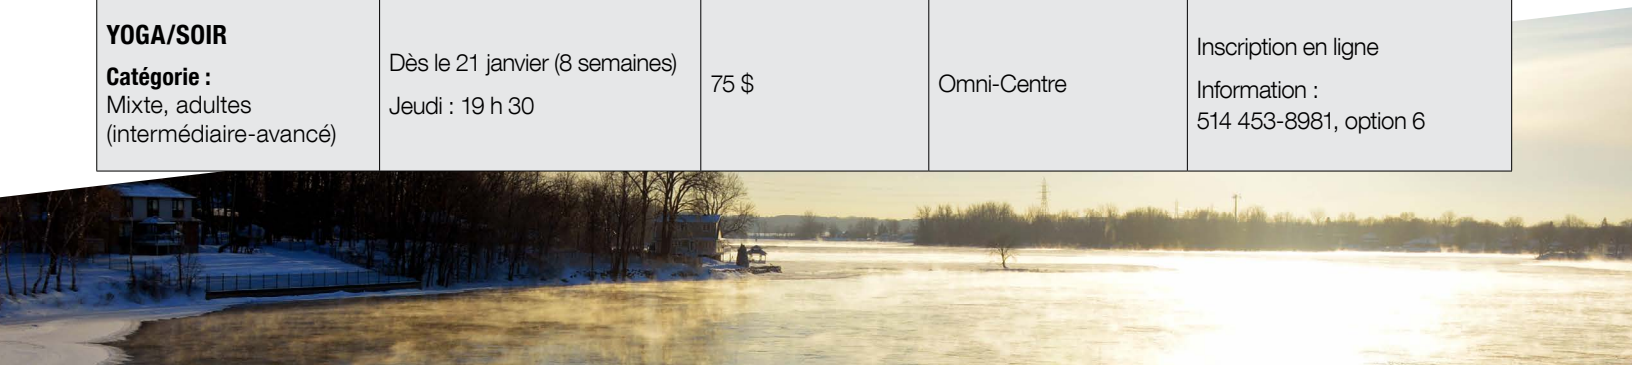 YOGA/SOIR
Catégorie :
Mixte, adultes
(intermédiaire-avancé)
Dès le 21 janvier (8 semaines)
Jeudi : 19 h 30
75 $
Omni-Centre
Inscription en ligne
Information :
514 453-8981, option 6